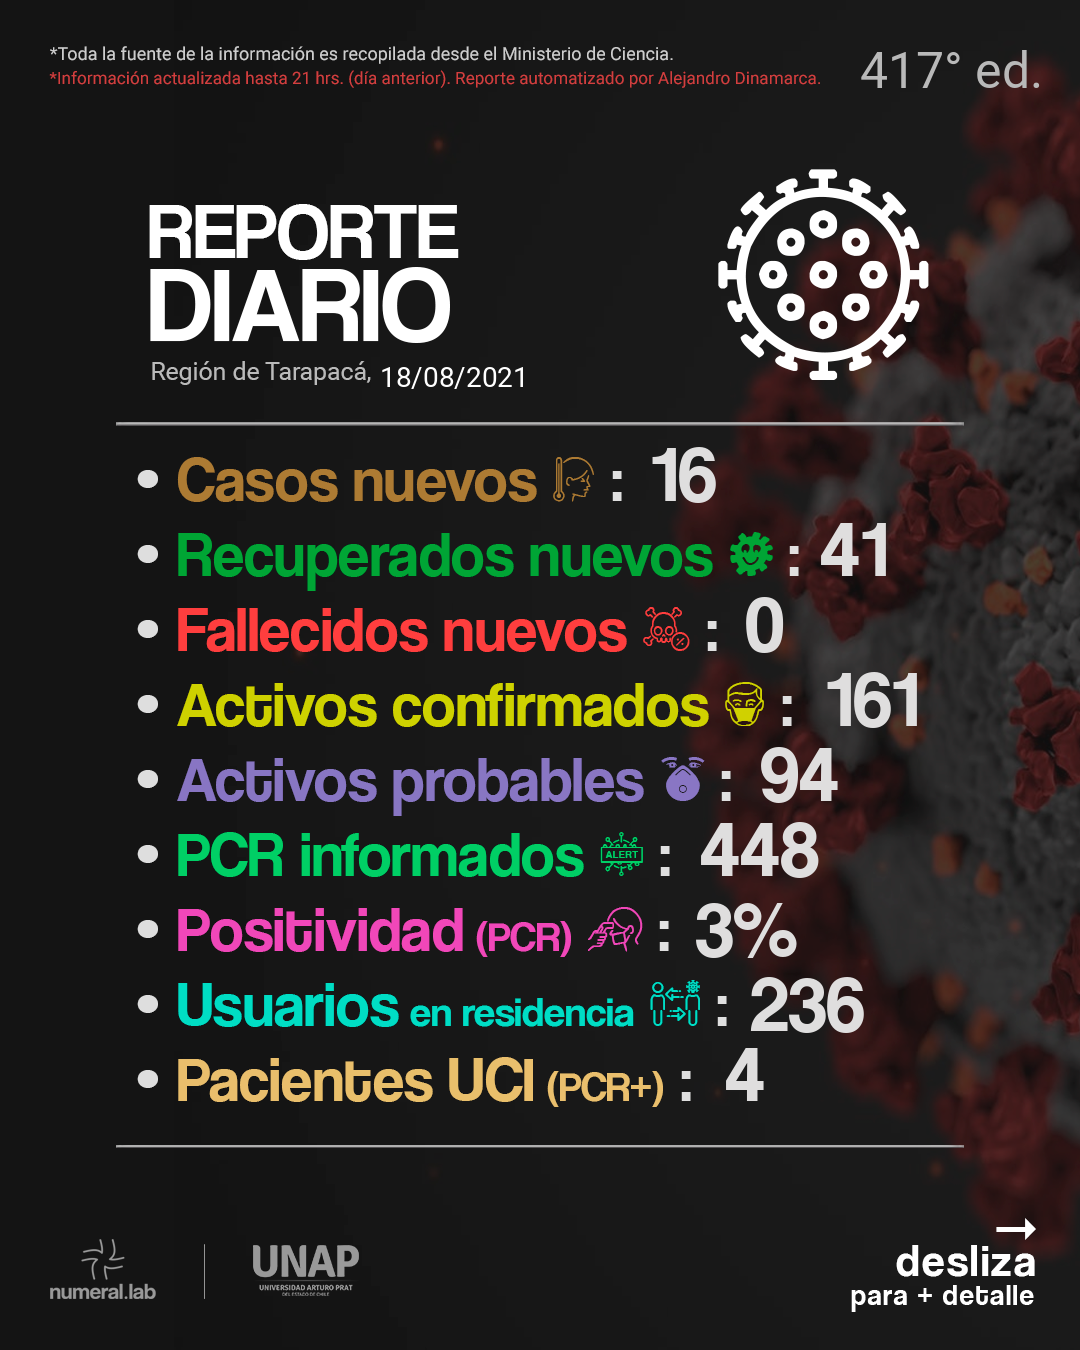 *Toda la fuente de la información es recopilada desde el Ministerio de Ciencia.
*Información actualizada hasta 21 hrs. (día anterior). Reporte automatizado por Alejandro Dinamarca.
417° ed.
REPORTE
DIARIO
Región de Tarapacá, 18/08/2021
• Casos nuevos : 16
• Recuperados nuevos : 41
• Fallecidos nuevos : 0
• Activos confirmados : 161
• Activos probables : 94
• PCR informados ALERT : 448
• Positividad (PCR) : 3%
• Usuarios en residencia : 236
• Pacientes UCI (PCR+) : 4
numeral.lab
UNAP
UNIVERSIDAD ARTURO PRAT
DEL ESTADO DE CHILE
desliza
para + detalle